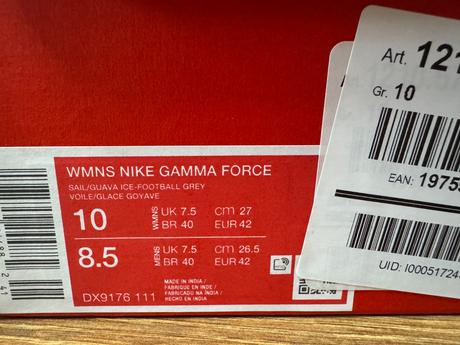 Art. 121
Gr. 10
EAN: 1975
UID: I00051724
WMNS NIKE GAMMA FORCE
SAIL/GUAVA ICE-FOOTBALL GREY
VOILE/GLACE GOYAVE
10 WMNS UK 7.5 cm 27
BR 40 EUR 42
8.5 MENS UK 7.5 cm 26.5
BR 40 EUR 42
DX9176 111
MADE IN INDIA /
FABRIQUE EN INDE /
FABRICADO NA ÍNDIA /
HECHO EN INDIA